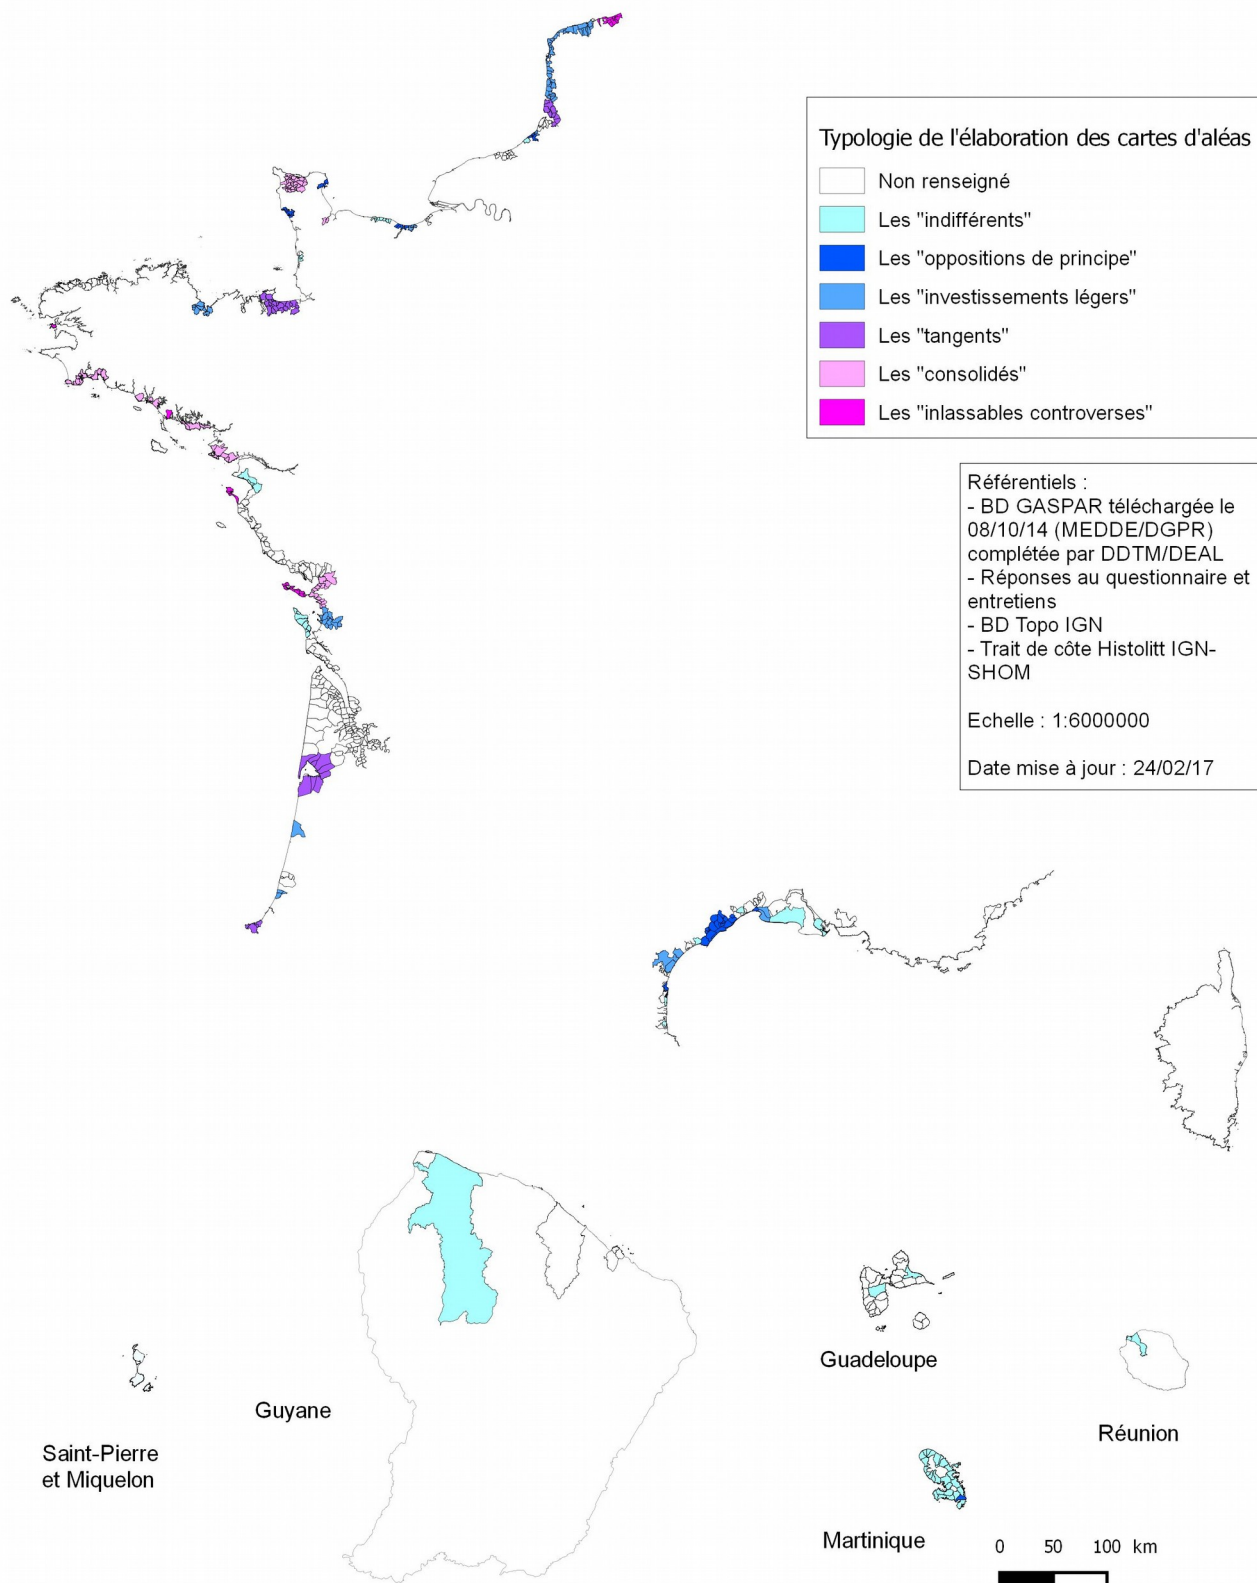 Typologie de l'élaboration des cartes d'aléas
Non renseigné
Les "indifférents"
Les "oppositions de principe"
Les "investissements légers"
Les "tangents"
Les "consolidés"
Les "inlassables controverses"
Référentiels :
- BD GASPAR téléchargée le
08/10/14 (MEDDE/DGPR)
complétée par DDTM/DEAL
- Réponses au questionnaire et
entretiens
- BD Topo IGN
- Trait de côte Histolitt IGN-
SHOM
Echelle : 1:6000000
Date mise à jour : 24/02/17
Guadeloupe
Guyane
Réunion
Saint-Pierre
et Miquelon
Martinique
0 50 100 km